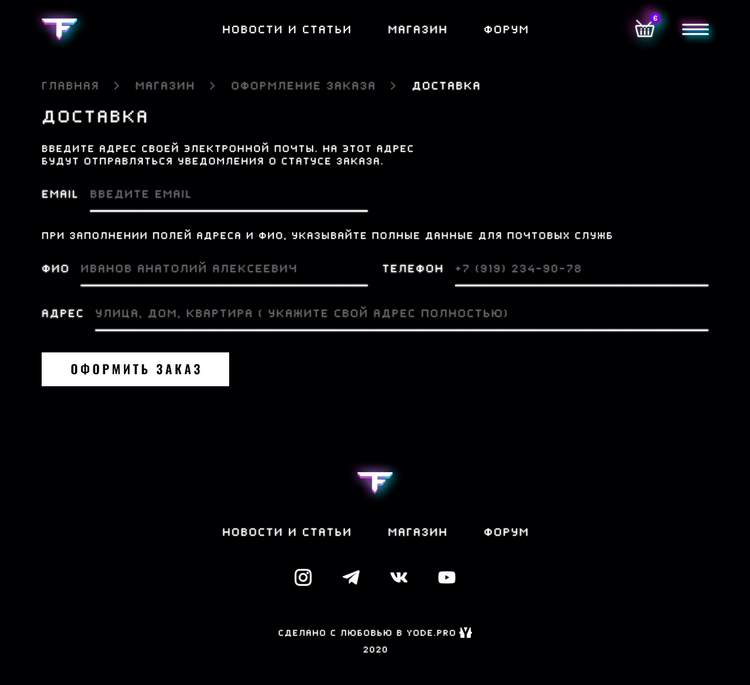 TF
НОВОСТИ И СТАТЬИ МАГАЗИН ФОРУМ 6
ГЛАВНАЯ > МАГАЗИН > ОФОРМЛЕНИЕ ЗАКАЗА > ДОСТАВКА
ДОСТАВКА
ВВЕДИТЕ АДРЕС СВОЕЙ ЭЛЕКТРОННОЙ ПОЧТЫ. НА ЭТОТ АДРЕС
БУДУТ ОТПРАВЛЯТЬСЯ УВЕДОМЛЕНИЯ О СТАТУСЕ ЗАКАЗА.
EMAIL ВВЕДИТЕ EMAIL
ПРИ ЗАПОЛНЕНИИ ПОЛЕЙ АДРЕСА И ФИО, УКАЗЫВАЙТЕ ПОЛНЫЕ ДАННЫЕ ДЛЯ ПОЧТОВЫХ СЛУЖБ
ФИО ИВАНОВ АНАТОЛИЙ АЛЕКСЕЕВИЧ ТЕЛЕФОН +7 (919) 234-90-78
АДРЕС УЛИЦА, ДОМ, КВАРТИРА ( УКАЖИТЕ СВОЙ АДРЕС ПОЛНОСТЬЮ)
ОФОРМИТЬ ЗАКАЗ
TF
НОВОСТИ И СТАТЬИ МАГАЗИН ФОРУМ
СДЕЛАНО С ЛЮБОВЬЮ В YODE.PRO
2020